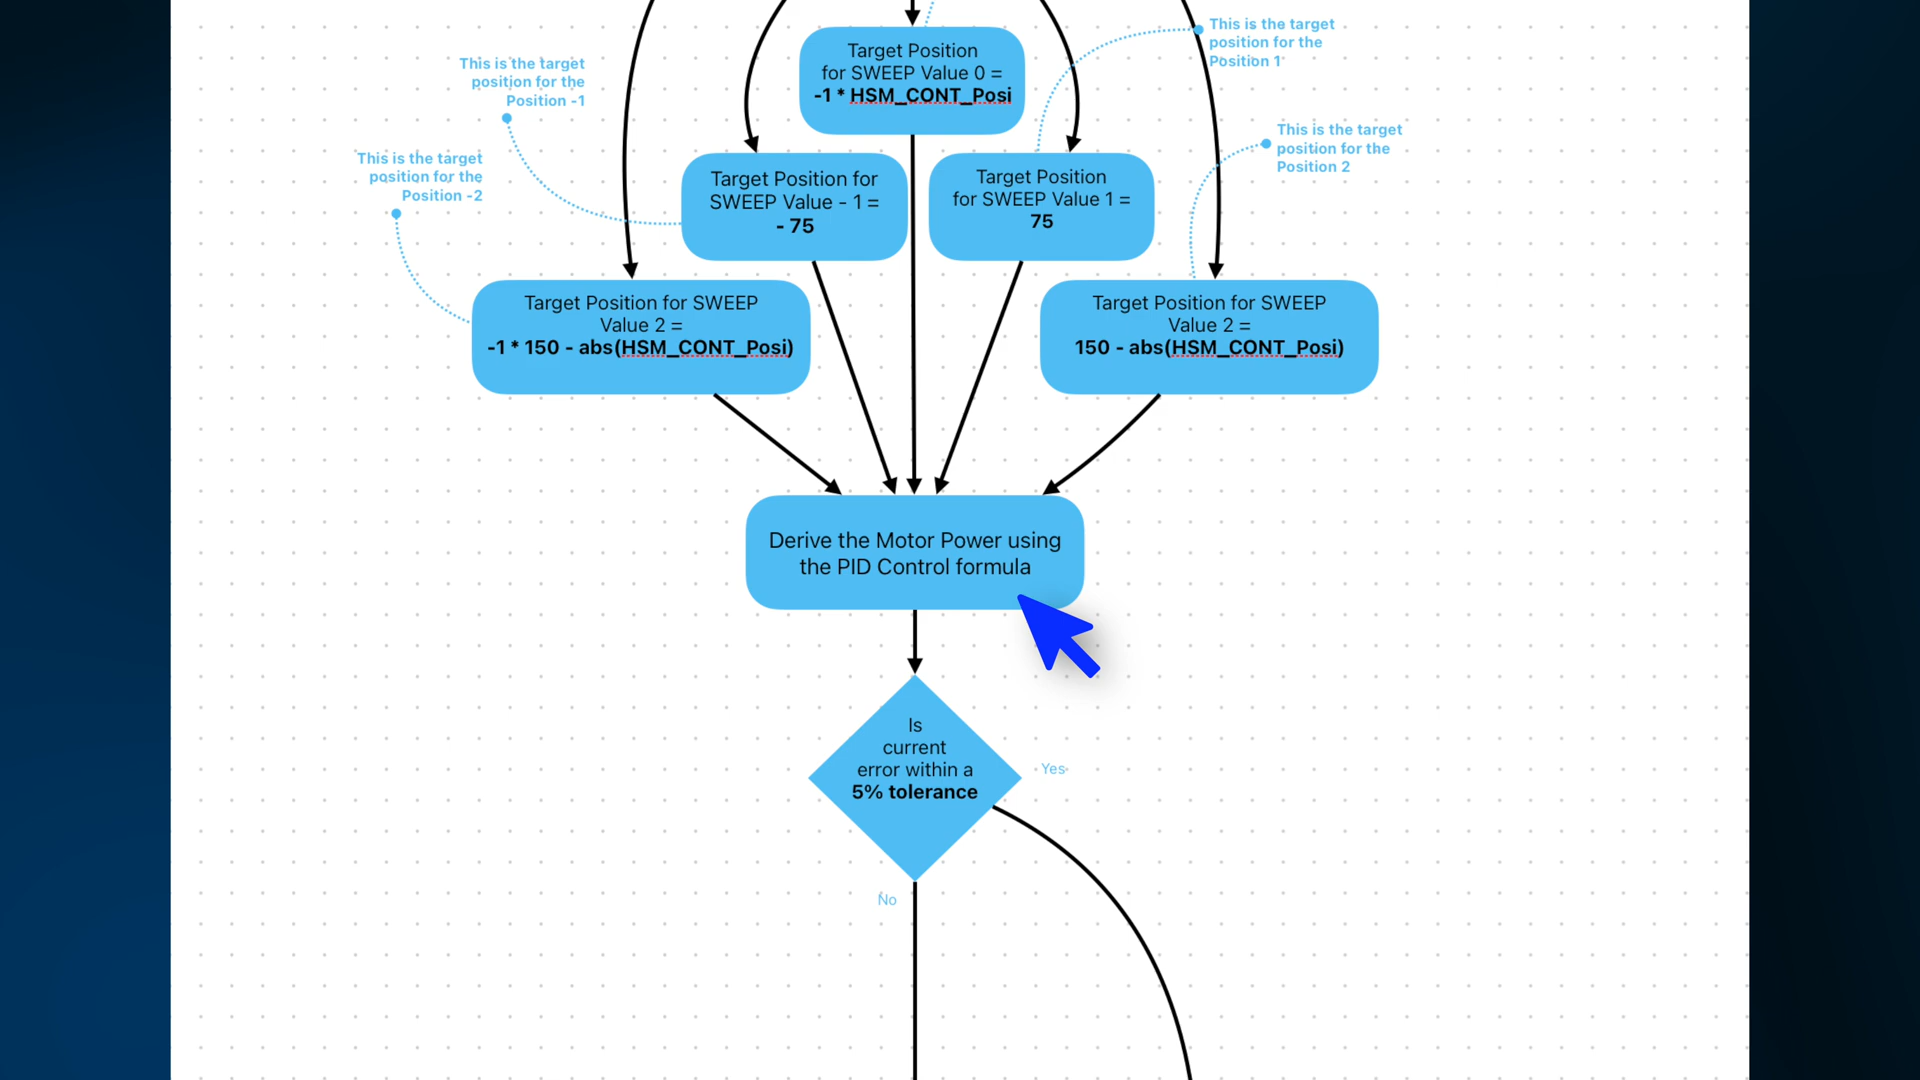 Target Position
for SWEEP Value 0 =
-1 * HSM_CONT_Posi
This is the target
position for the
Position 1
This is the target
position for the
Position -1
This is the target
position for the
Position 2
This is the target
position for the
Position -2
Target Position for
SWEEP Value - 1 =
- 75
Target Position
for SWEEP Value 1 =
75
Target Position for SWEEP
Value 2 =
-1 * 150 - abs(HSM_CONT_Posi)
Target Position for SWEEP
Value 2 =
150 - abs(HSM_CONT_Posi)
Derive the Motor Power using
the PID Control formula
Is
current
error within a
5% tolerance
Yes
No